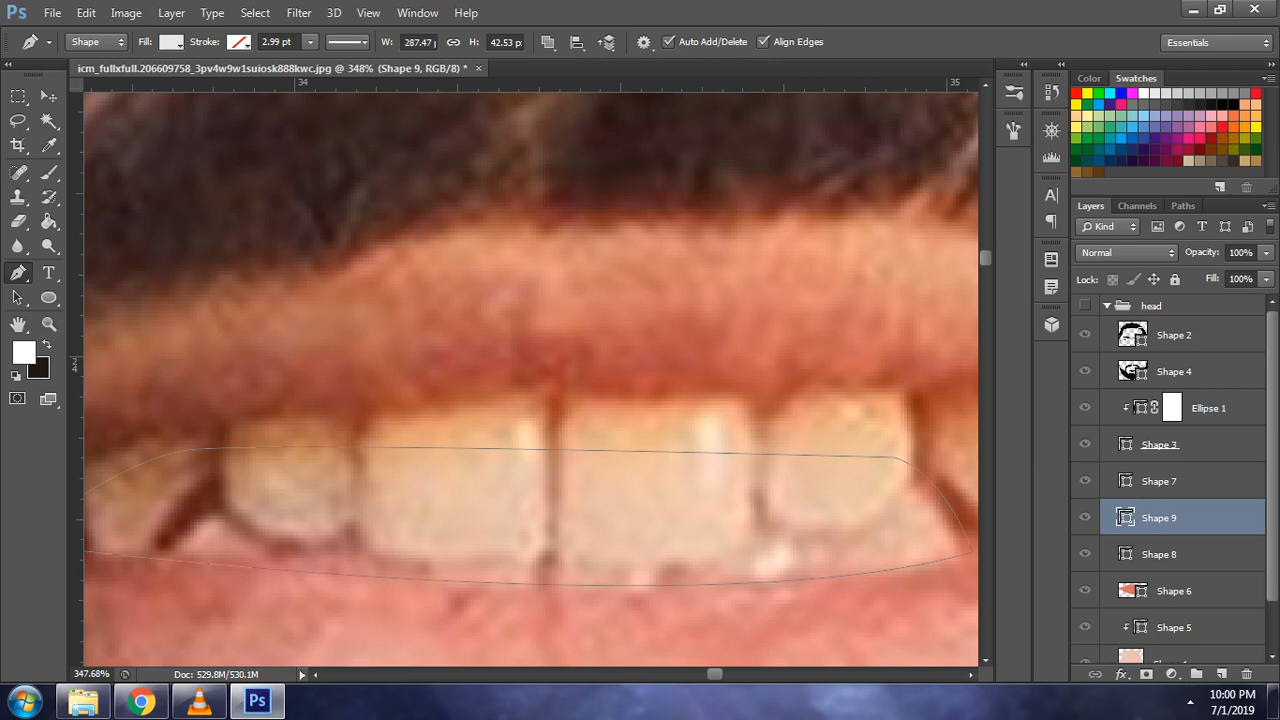 Ps File Edit Image Layer Type Select Filter 3D View Window Help
Shape Fill: Stroke: 2.99 pt W: 287.47 p H: 42.53 p Auto Add/Delete Align Edges Essentials
icm_fullxfull.206609758_3pv4w9w1suiosk888kwc.jpg @ 348% (Shape 9, RGB/8) *
34 35
Color Swatches
Layers Channels Paths
Kind
Normal Opacity: 100%
Lock: Fill: 100%
head
Shape 2
Shape 4
Ellipse 1
Shape 3
Shape 7
Shape 9
Shape 8
Shape 6
Shape 5
2
4
T
A
347.68% Doc: 529.8M/530.1M
fx
Ps
10:00 PM
7/1/2019